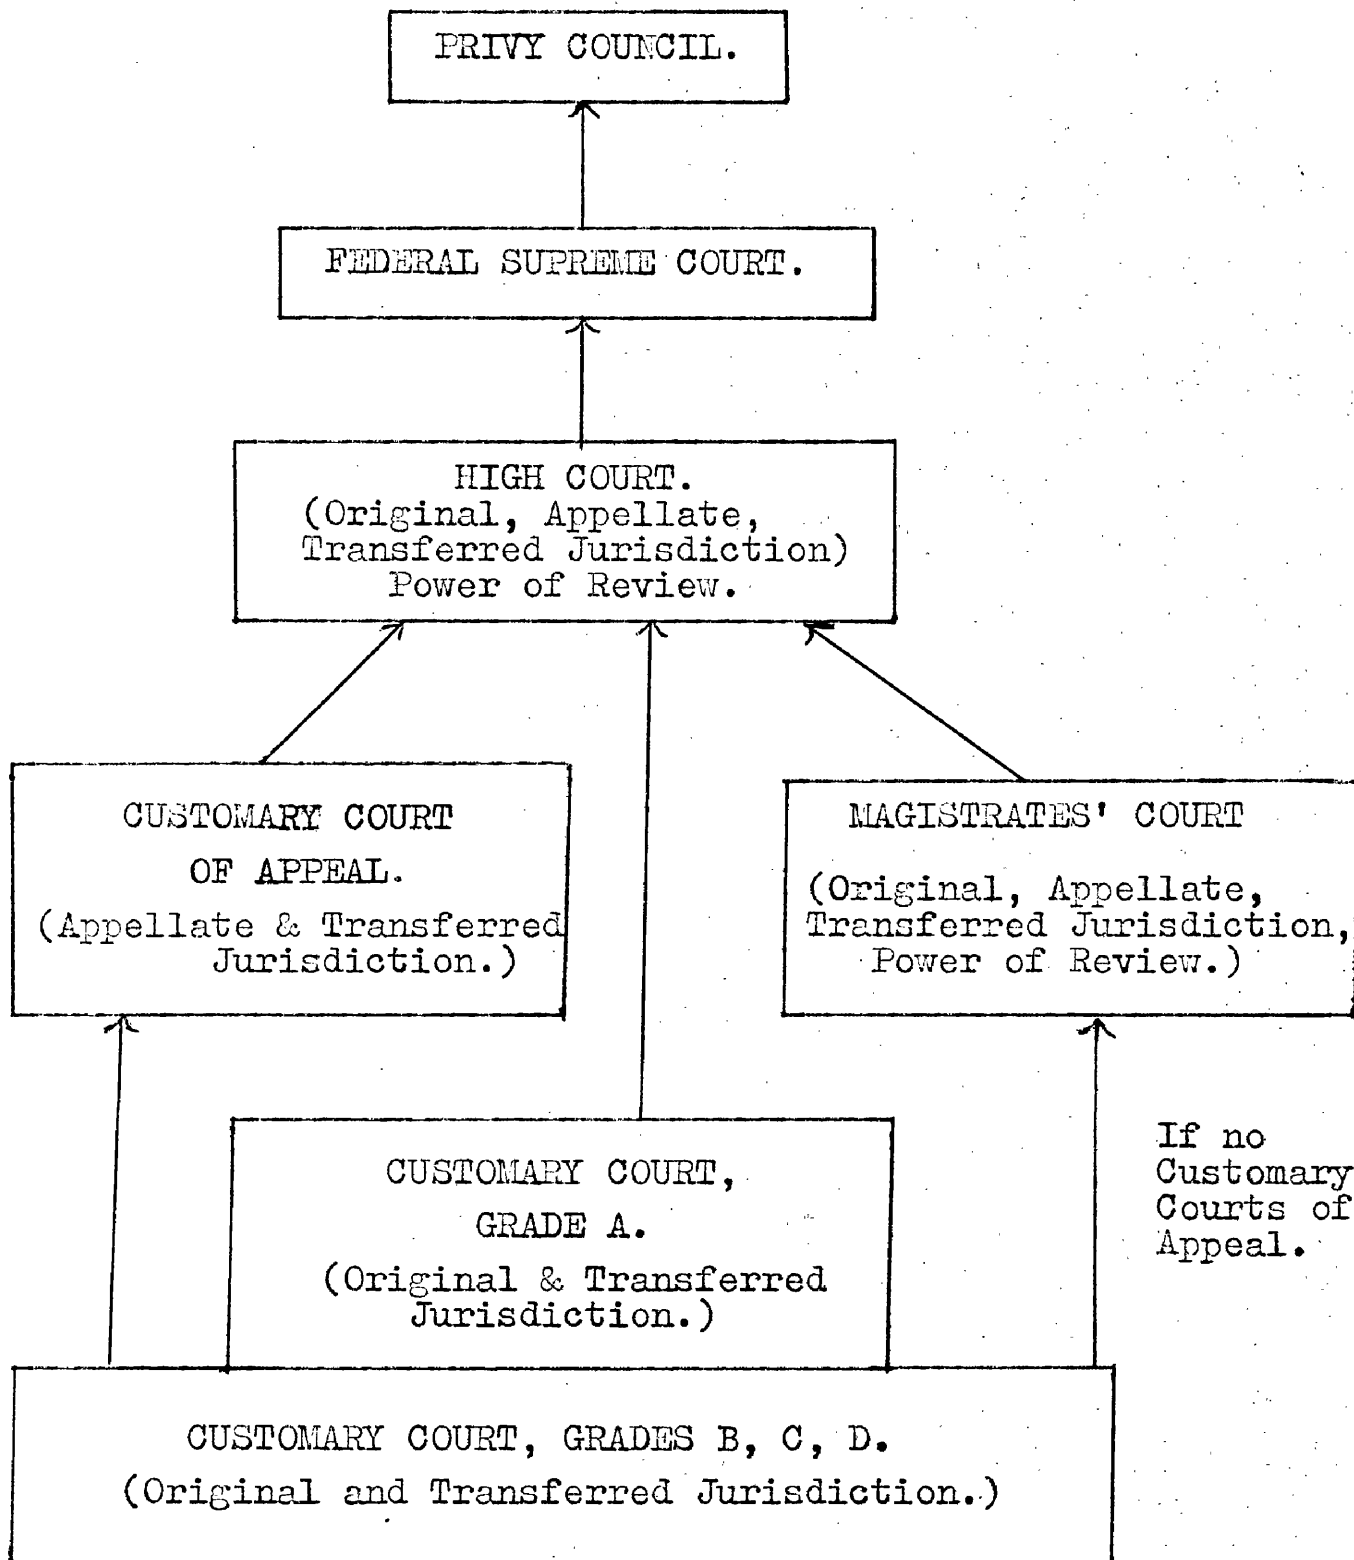 PRIVY COUNCIL.
FEDERAL SUPREME COURT.
HIGH COURT.
(Original, Appellate,
Transferred Jurisdiction)
Power of Review.
CUSTOMARY COURT
OF APPEAL.
(Appellate & Transferred
Jurisdiction.)
MAGISTRATES' COURT
(Original, Appellate,
Transferred Jurisdiction,
Power of Review.)
If no
Customary
Courts of
Appeal.
CUSTOMARY COURT,
GRADE A.
(Original & Transferred
Jurisdiction.)
CUSTOMARY COURT, GRADES B, C, D.
(Original and Transferred Jurisdiction.)